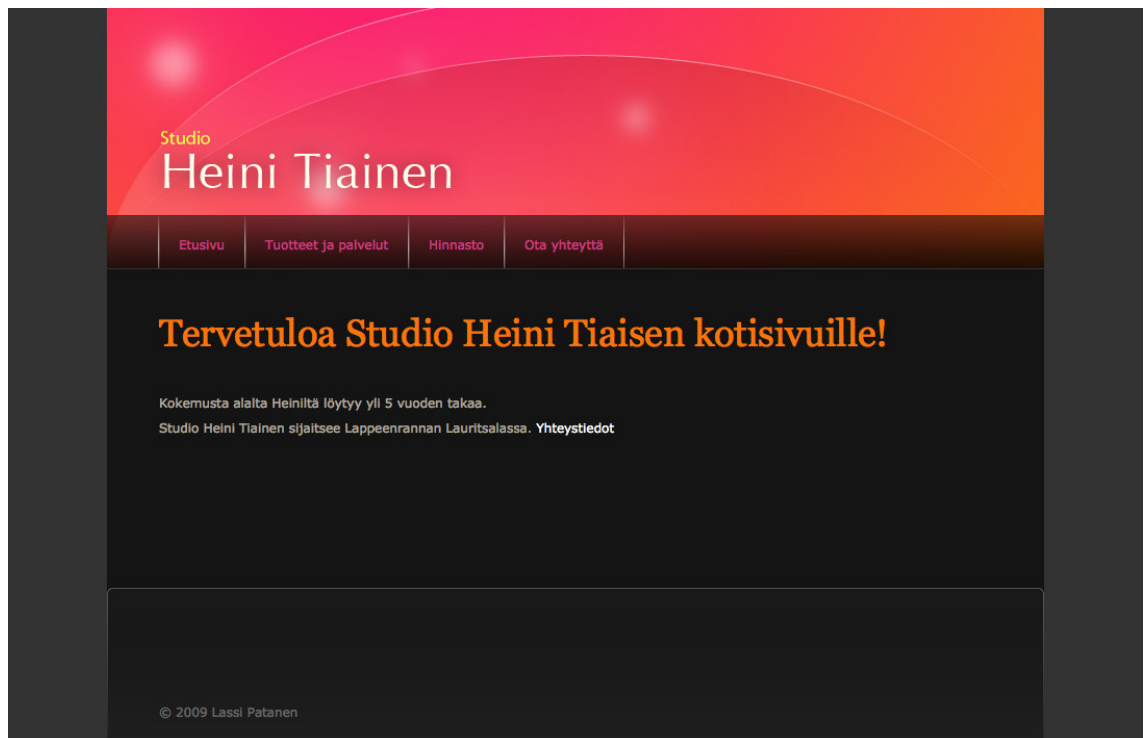 Studio
Heini Tiainen
Etusivu Tuotteet ja palvelut Hinnasto Ota yhteyttä
Tervetuloa Studio Heini Tiaisen kotisivuille!
Kokemusta alalta Heiniltä löytyy yli 5 vuoden takaa.
Studio Heini Tiainen sijaitsee Lappeenrannan Lauritsalassa. Yhteystiedot
© 2009 Lassi Patanen